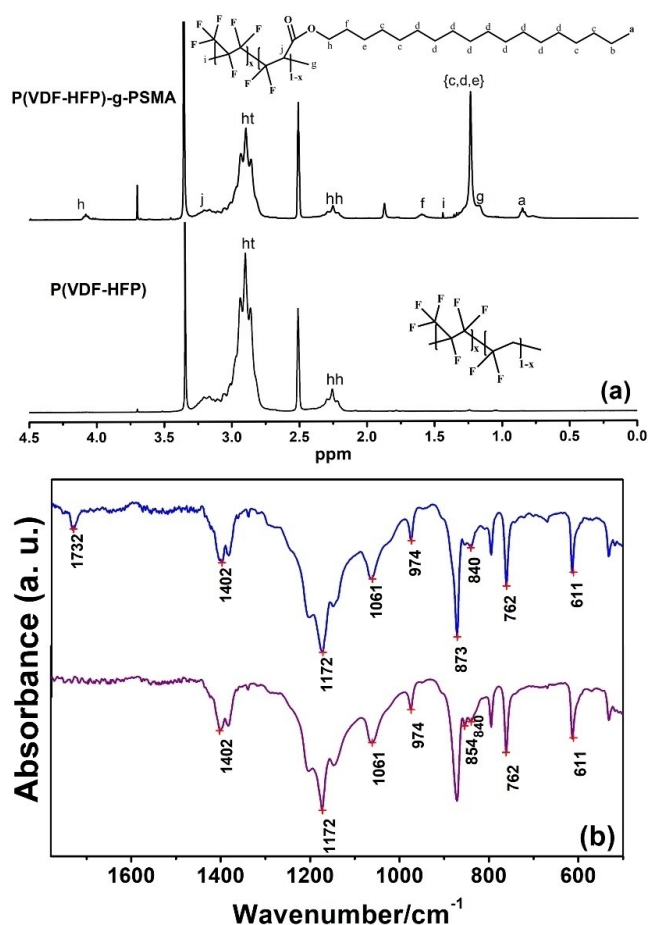 O
O
f
c
d
d
d
d
d
c
a
F F F F
F
h
e
c
d
d
d
d
c
b
i
F
F
x
j
F F
1-x
g
P(VDF-HFP)-g-PSMA
{c,d,e}
ht
h
j
hh
f
i
g
a
P(VDF-HFP)
ht
hh
F
F F F
F
F
F
x
F
F
1-x
(a)
4.5 4.0 3.5 3.0 2.5 2.0 1.5 1.0 0.5 0.0
ppm
Absorbance (a. u.)
1732
1402
1172
1061
974
873
840
762
611
1402
1172
1061
974
854
840
762
611
(b)
1600 1400 1200 1000 800 600
Wavenumber/cm⁻¹